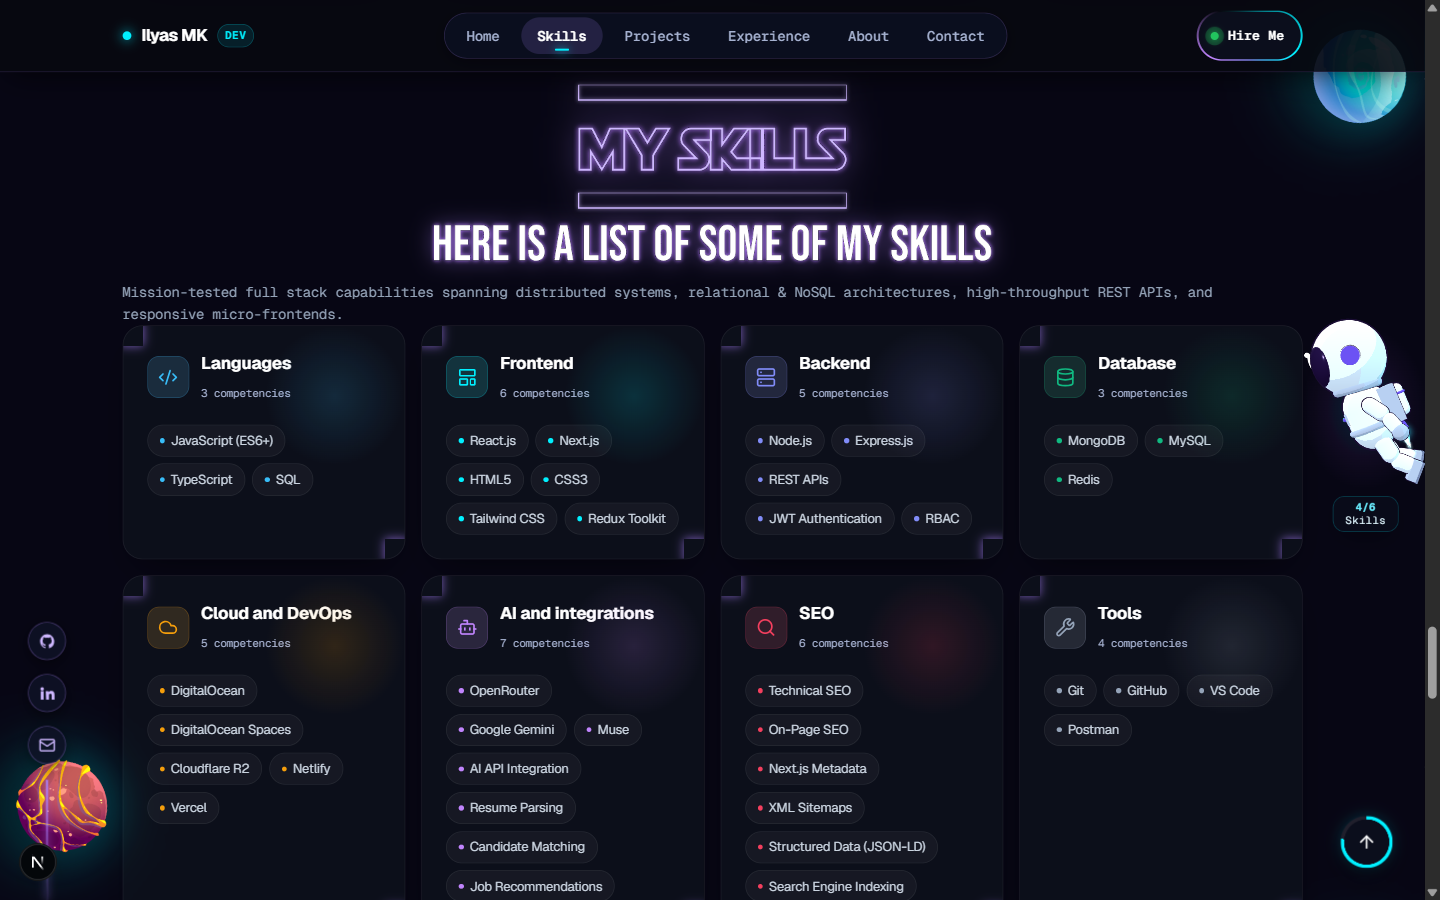 Ilyas MK DEV
Home Skills Projects Experience About Contact
Hire Me
MY SKILLS
HERE IS A LIST OF SOME OF MY SKILLS
Mission-tested full stack capabilities spanning distributed systems, relational & NoSQL architectures, high-throughput REST APIs, and
responsive micro-frontends.
Languages
3 competencies
JavaScript (ES6+)
TypeScript SQL
Frontend
6 competencies
React.js Next.js
HTML5 CSS3
Tailwind CSS Redux Toolkit
Backend
5 competencies
Node.js Express.js
REST APIs
JWT Authentication RBAC
Database
3 competencies
MongoDB MySQL
Redis
4/6
Skills
Cloud and DevOps
5 competencies
DigitalOcean
DigitalOcean Spaces
Cloudflare R2 Netlify
Vercel
AI and integrations
7 competencies
OpenRouter
Google Gemini Muse
AI API Integration
Resume Parsing
Candidate Matching
Job Recommendations
SEO
6 competencies
Technical SEO
On-Page SEO
Next.js Metadata
XML Sitemaps
Structured Data (JSON-LD)
Search Engine Indexing
Tools
4 competencies
Git GitHub VS Code
Postman
in
N